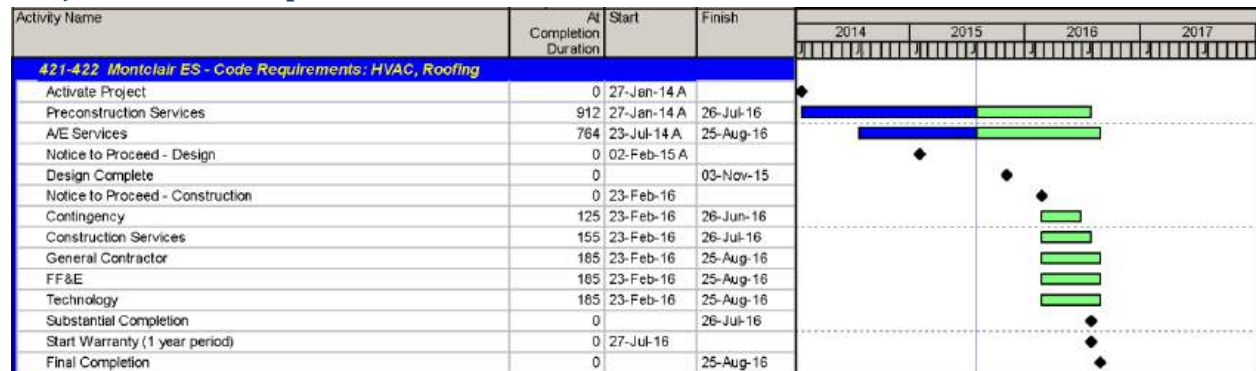 Activity Name At Start Finish
Completion
Duration
2014 2015 2016 2017
J J J J J J J J
421-422 Montclair ES - Code Requirements: HVAC, Roofing
Activate Project 0 27-Jan-14 A
Preconstruction Services 912 27-Jan-14 A 26-Jul-16
A/E Services 764 23-Jul-14 A 25-Aug-16
Notice to Proceed - Design 0 02-Feb-15 A
Design Complete 0 03-Nov-15
Notice to Proceed - Construction 0 23-Feb-16
Contingency 125 23-Feb-16 26-Jun-16
Construction Services 155 23-Feb-16 26-Jul-16
General Contractor 185 23-Feb-16 25-Aug-16
FF&E 185 23-Feb-16 25-Aug-16
Technology 185 23-Feb-16 25-Aug-16
Substantial Completion 0 26-Jul-16
Start Warranty (1 year period) 0 27-Jul-16
Final Completion 0 25-Aug-16